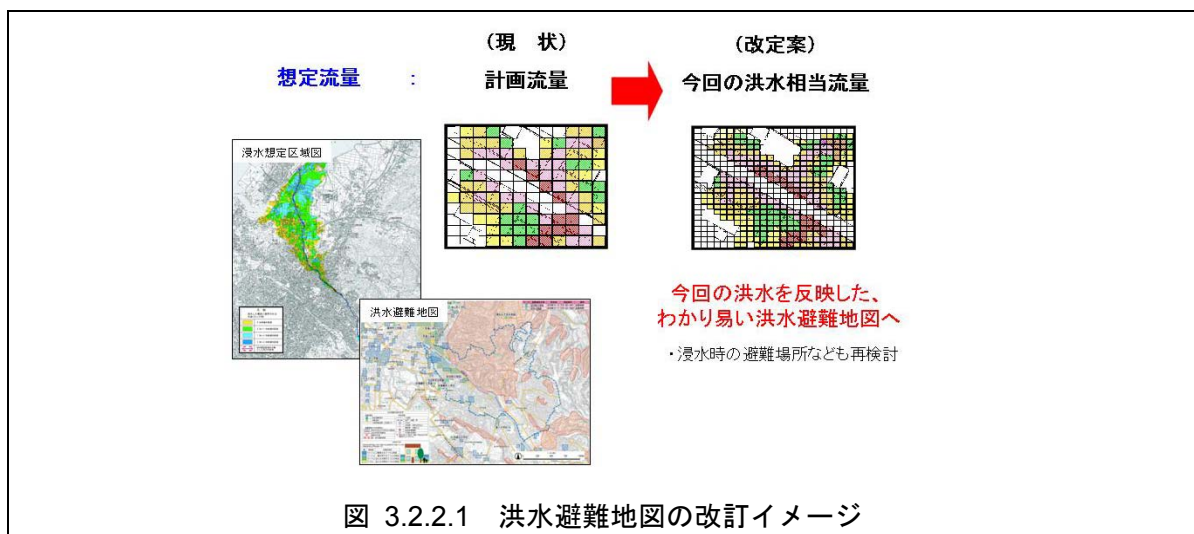 (現　状)
(改定案)
想定流量　:
計画流量
今回の洪水相当流量
浸水想定区域図
洪水避難地図
今回の洪水を反映した、
わかり易い洪水避難地図へ
・浸水時の避難場所なども再検討
図 3.2.2.1　洪水避難地図の改訂イメージ